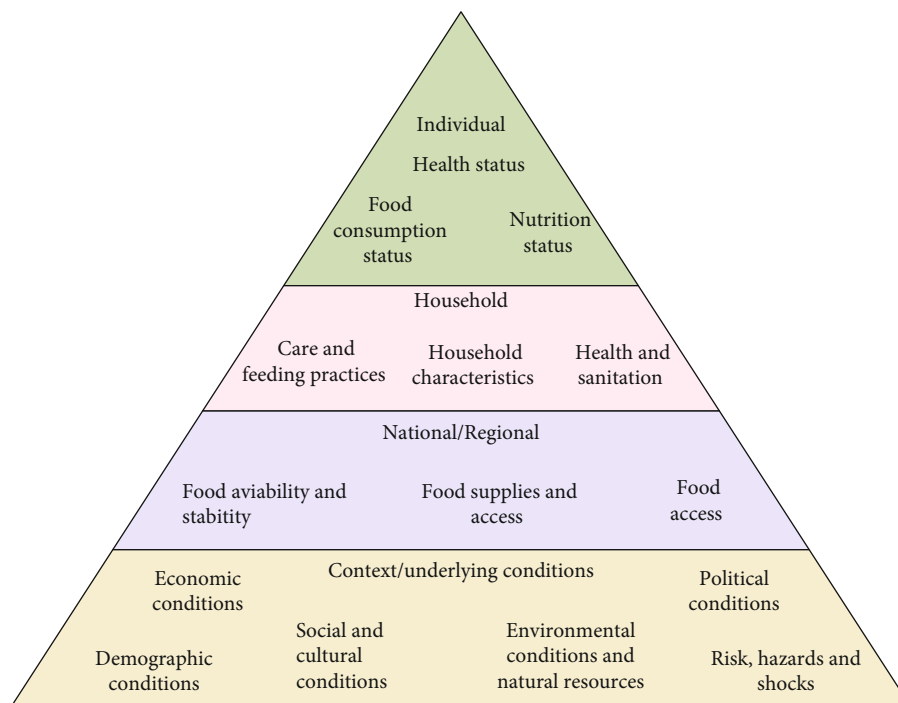 Individual
Health status
Food
consumption
status
Nutrition
status
Household
Care and
feeding practices
Household
characteristics
Health and
sanitation
National/Regional
Food aviability and
stabitity
Food supplies and
access
Food
access
Context/underlying conditions
Economic
conditions
Political
conditions
Demographic
conditions
Social and
cultural
conditions
Environmental
conditions and
natural resources
Risk, hazards and
shocks